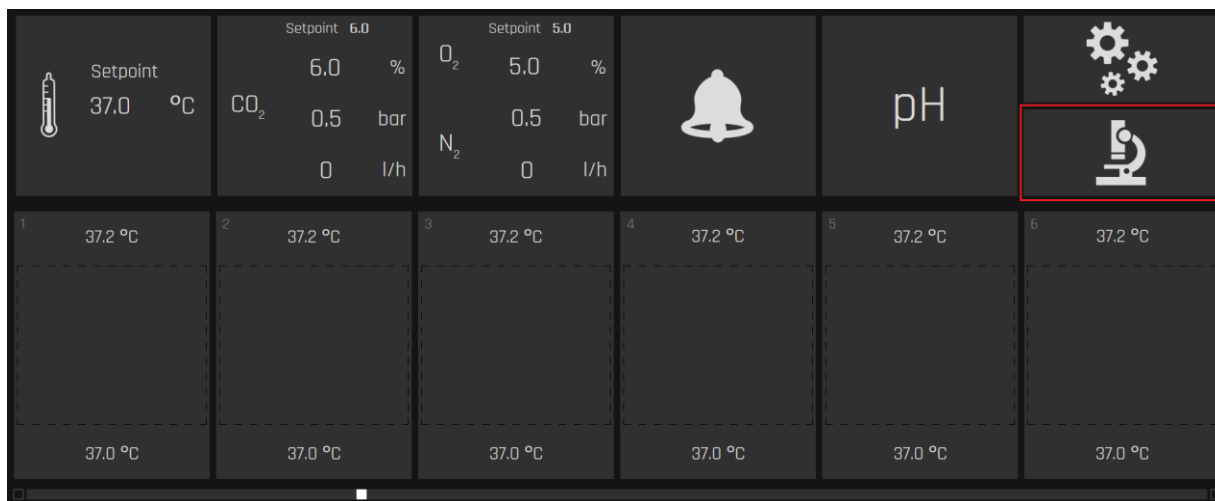 Setpoint
37.0 °C
Setpoint 6.0
CO₂
6.0 %
0.5 bar
0 l/h
Setpoint 5.0
O₂ 5.0 %
0.5 bar
N₂
0 l/h
pH
1 37.2 °C
2 37.2 °C
3 37.2 °C
4 37.2 °C
5 37.2 °C
6 37.2 °C
37.0 °C
37.0 °C
37.0 °C
37.0 °C
37.0 °C
37.0 °C